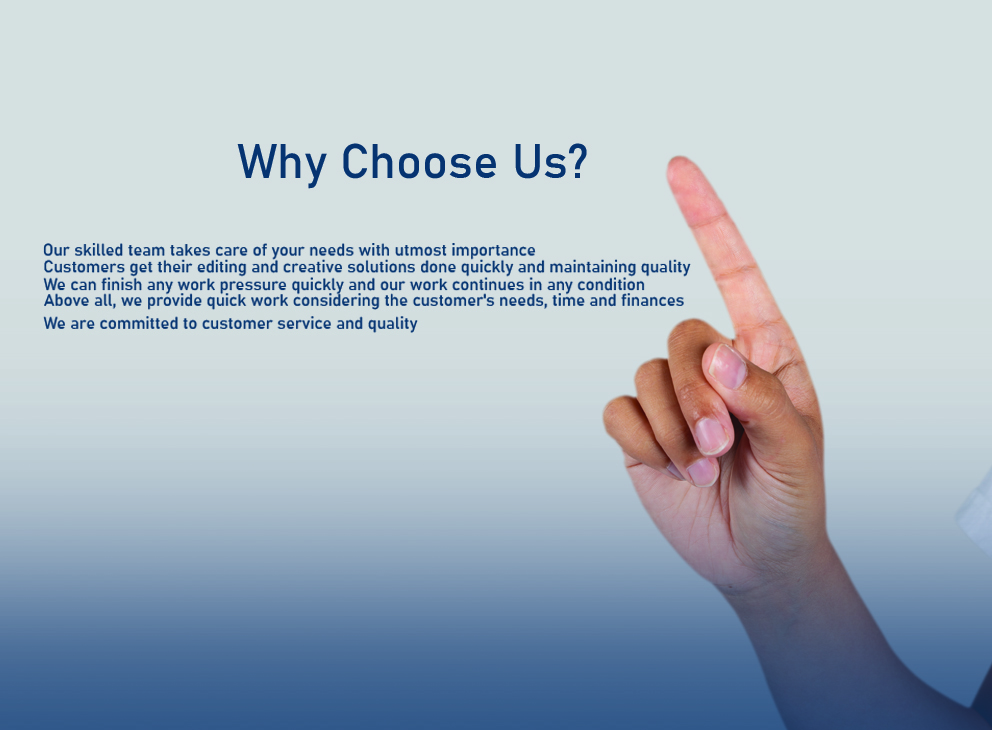 Why Choose Us?
Our skilled team takes care of your needs with utmost importance
Customers get their editing and creative solutions done quickly and maintaining quality
We can finish any work pressure quickly and our work continues in any condition
Above all, we provide quick work considering the customer's needs, time and finances
We are committed to customer service and quality